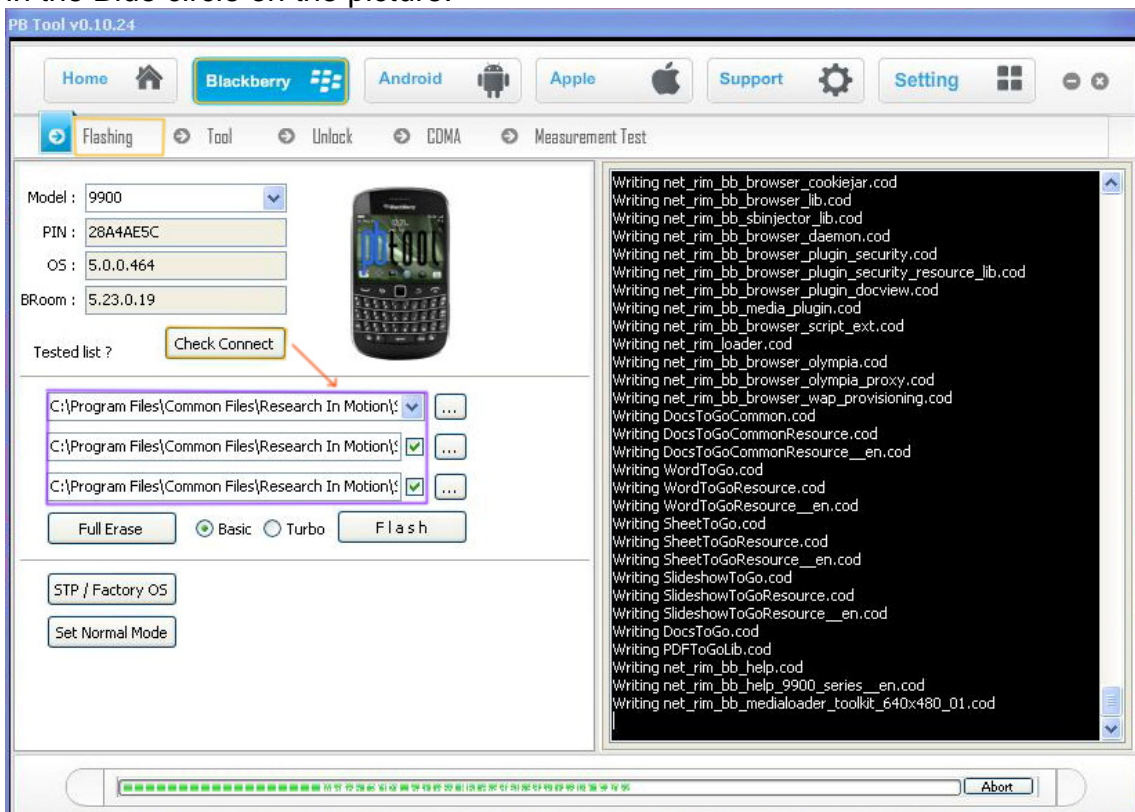 in the Blue circle on the picture.
PB Tool v0.10.24
Home Blackberry Android Apple Support Setting
Flashing Tool Unlock CDMA Measurement Test
Model : 9900
PIN : 28A4AE5C
OS : 5.0.0.464
BRoom : 5.23.0.19
Tested list ? Check Connect
pbtool
C:\Program Files\Common Files\Research In Motion\ ...
C:\Program Files\Common Files\Research In Motion\ ...
C:\Program Files\Common Files\Research In Motion\ ...
Full Erase Basic Turbo Flash
STP / Factory OS
Set Normal Mode
Writing net_rim_bb_browser_cookiejar.cod
Writing net_rim_bb_browser_lib.cod
Writing net_rim_bb_sbinjector_lib.cod
Writing net_rim_bb_browser_daemon.cod
Writing net_rim_bb_browser_plugin_security.cod
Writing net_rim_bb_browser_plugin_security_resource_lib.cod
Writing net_rim_bb_browser_plugin_docview.cod
Writing net_rim_bb_media_plugin.cod
Writing net_rim_bb_browser_script_ext.cod
Writing net_rim_loader.cod
Writing net_rim_bb_browser_olympia.cod
Writing net_rim_bb_browser_olympia_proxy.cod
Writing net_rim_bb_browser_wap_provisioning.cod
Writing DocsToGoCommon.cod
Writing DocsToGoCommonResource.cod
Writing DocsToGoCommonResource__en.cod
Writing WordToGo.cod
Writing WordToGoResource.cod
Writing WordToGoResource__en.cod
Writing SheetToGo.cod
Writing SheetToGoResource.cod
Writing SheetToGoResource__en.cod
Writing SlideshowToGo.cod
Writing SlideshowToGoResource.cod
Writing SlideshowToGoResource__en.cod
Writing DocsToGo.cod
Writing PDFToGoLib.cod
Writing net_rim_bb_help.cod
Writing net_rim_bb_help_9900_series__en.cod
Writing net_rim_bb_medialoader_toolkit_640x480_01.cod
Abort